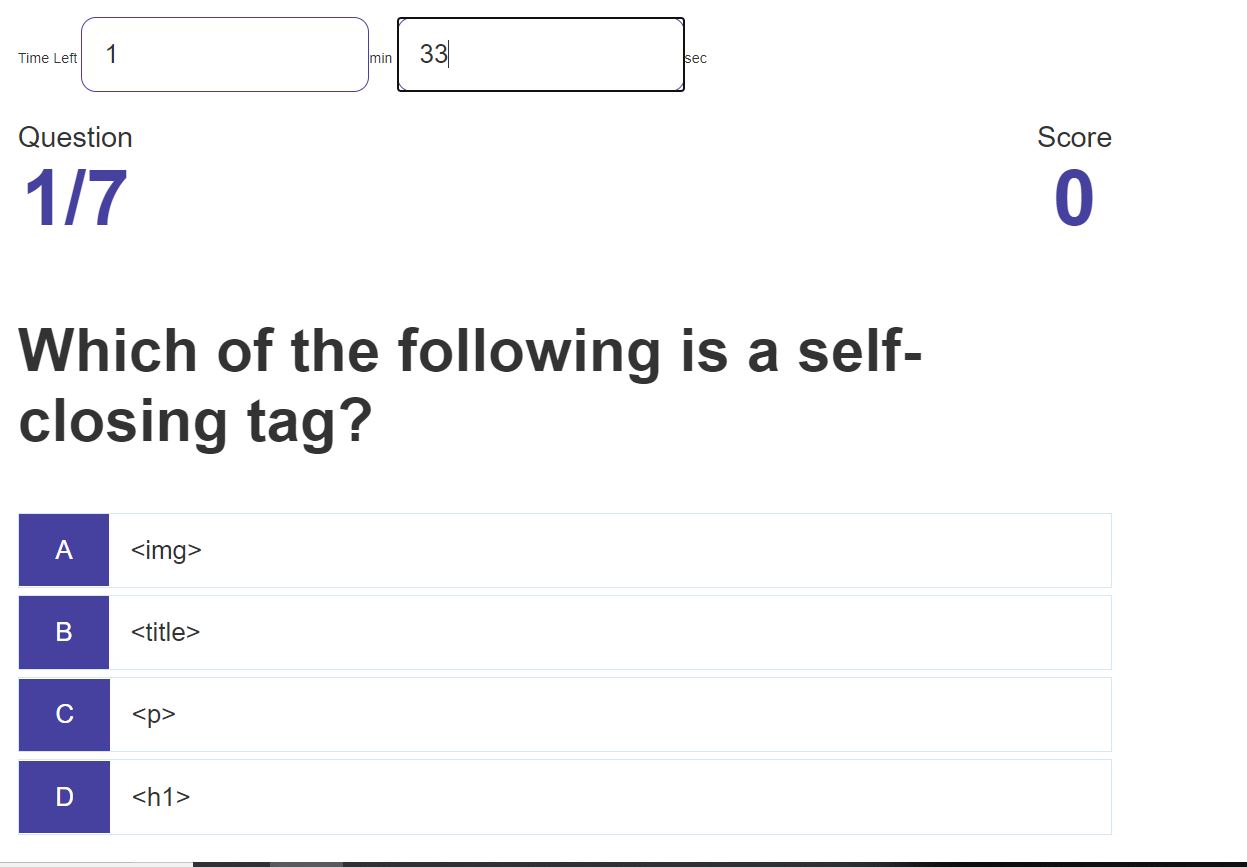 Time Left 1 min 33 sec
Question
Score
1/7
0
Which of the following is a self-
closing tag?
A <img>
B <title>
C <p>
D <h1>